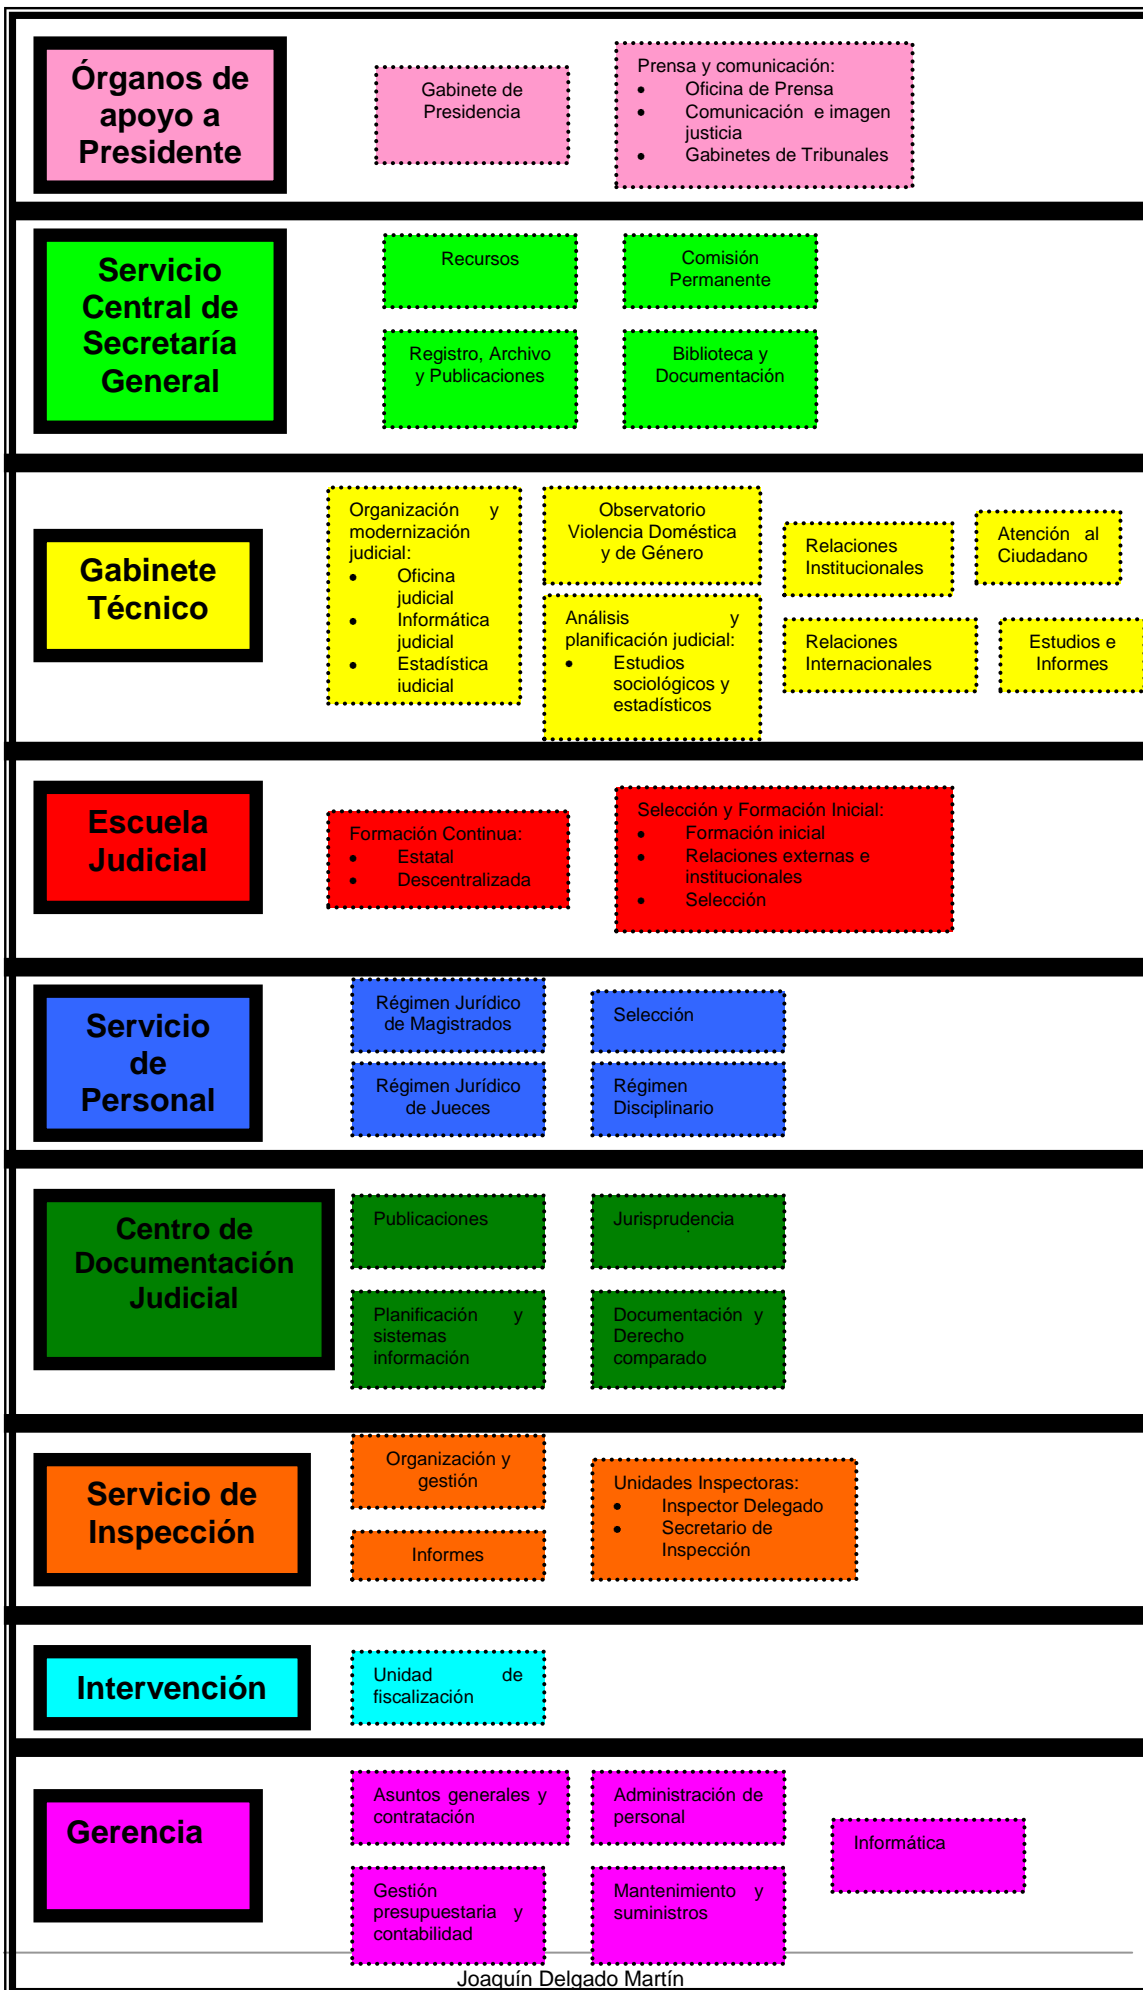 Órganos de
apoyo a
Presidente
Gabinete de
Presidencia
Prensa y comunicación:
• Oficina de Prensa
• Comunicación e imagen
justicia
• Gabinetes de Tribunales
Servicio
Central de
Secretaría
General
Recursos
Comisión
Permanente
Registro, Archivo
y Publicaciones
Biblioteca y
Documentación
Gabinete
Técnico
Organización y
modernización
judicial:
• Oficina
judicial
• Informática
judicial
• Estadística
judicial
Observatorio
Violencia Doméstica
y de Género
Análisis y
planificación judicial:
• Estudios
sociológicos y
estadísticos
Relaciones
Institucionales
Atención al
Ciudadano
Relaciones
Internacionales
Estudios e
Informes
Escuela
Judicial
Formación Continua:
• Estatal
• Descentralizada
Selección y Formación Inicial:
• Formación inicial
• Relaciones externas e
institucionales
• Selección
Servicio
de
Personal
Régimen Jurídico
de Magistrados
Selección
Régimen Jurídico
de Jueces
Régimen
Disciplinario
Centro de
Documentación
Judicial
Publicaciones
Jurisprudencia
Planificación y
sistemas
información
Documentación y
Derecho
comparado
Servicio de
Inspección
Organización y
gestión
Informes
Unidades Inspectoras:
• Inspector Delegado
• Secretario de
Inspección
Intervención
Unidad de
fiscalización
Gerencia
Asuntos generales y
contratación
Administración de
personal
Informática
Gestión
presupuestaria y
contabilidad
Mantenimiento y
suministros
Joaquín Delgado Martín